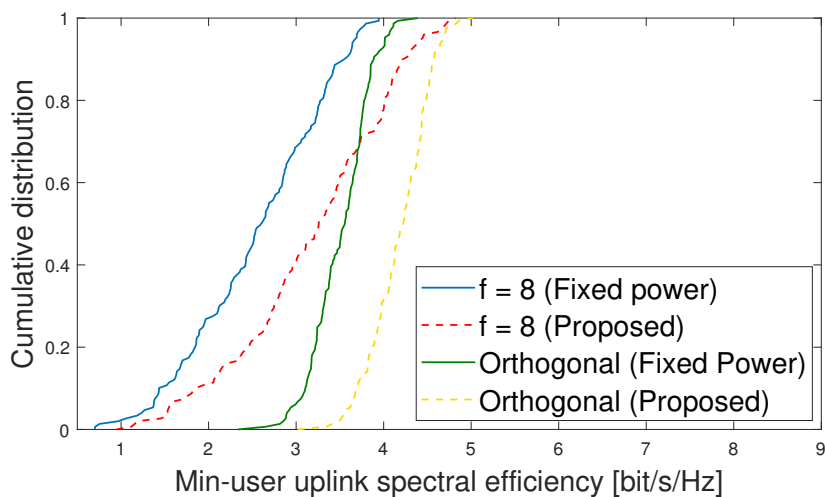 1
0.8
0.6
0.4
0.2
0
Cumulative distribution
f = 8 (Fixed power)
f = 8 (Proposed)
Orthogonal (Fixed Power)
Orthogonal (Proposed)
1 2 3 4 5 6 7 8 9
Min-user uplink spectral efficiency [bit/s/Hz]